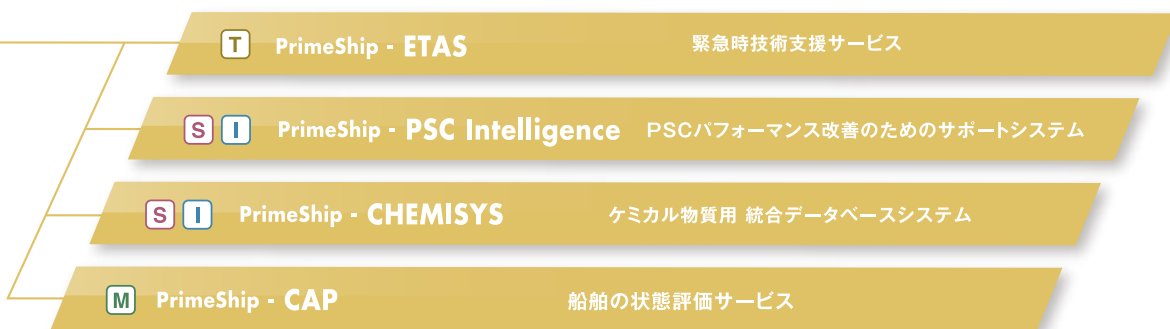 T PrimeShip - ETAS 緊急時技術支援サービス
S I PrimeShip - PSC Intelligence PSCパフォーマンス改善のためのサポートシステム
S I PrimeShip - CHEMISYS ケミカル物質用 統合データベースシステム
M PrimeShip - CAP 船舶の状態評価サービス